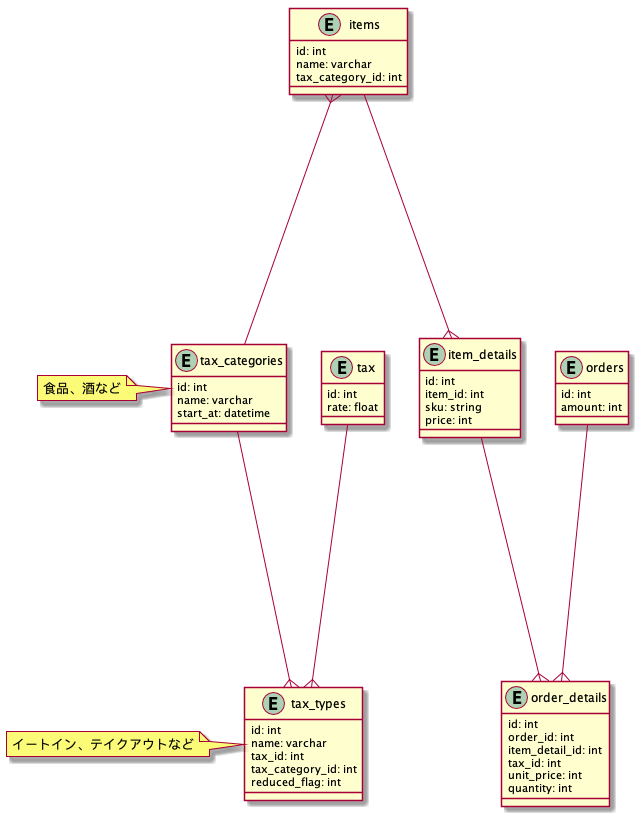 E items
id: int
name: varchar
tax_category_id: int
E tax_categories
id: int
name: varchar
start_at: datetime
食品、酒など
E tax
id: int
rate: float
E item_details
id: int
item_id: int
sku: string
price: int
E orders
id: int
amount: int
E tax_types
id: int
name: varchar
tax_id: int
tax_category_id: int
reduced_flag: int
イートイン、テイクアウトなど
E order_details
id: int
order_id: int
item_detail_id: int
tax_id: int
unit_price: int
quantity: int